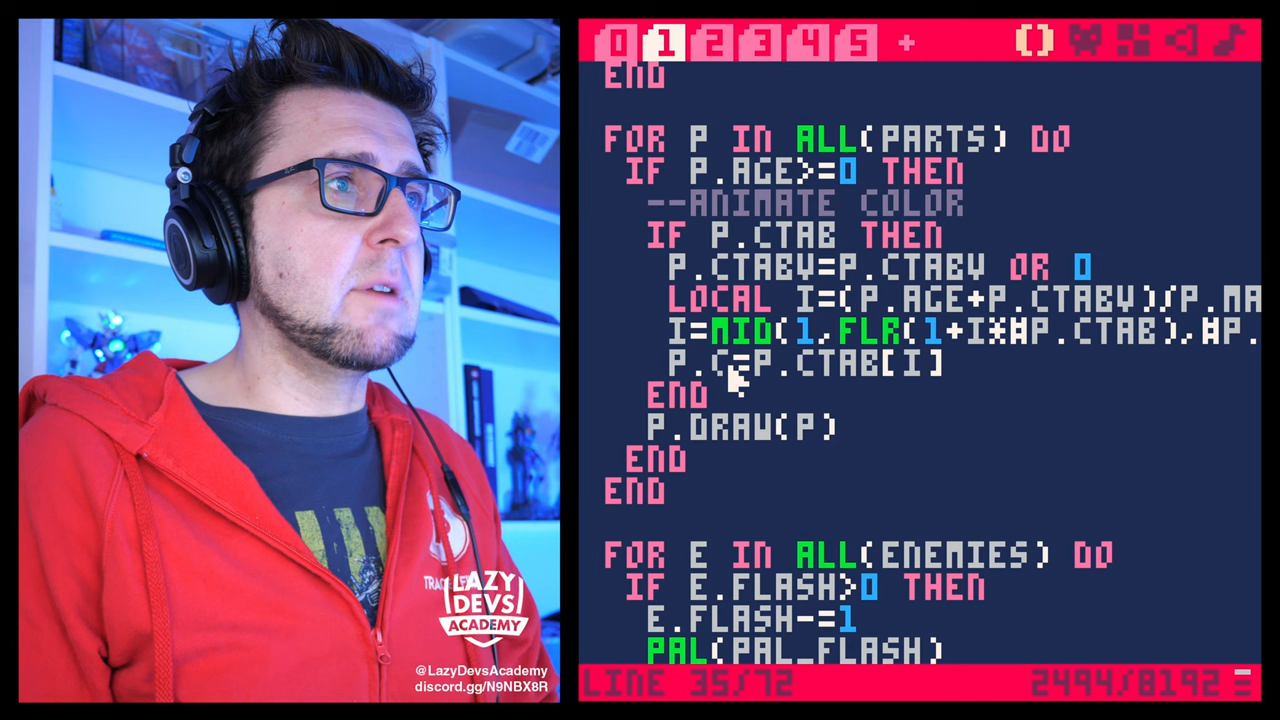 0 1 2 3 4 5 +
END
FOR P IN ALL(PARTS) DO
IF P.AGE>=0 THEN
--ANIMATE COLOR
IF P.CTAB THEN
P.CTABV=P.CTABV OR 0
LOCAL I=(P.AGE+P.CTABV)/P.MA
I=MID(1,FLR(1+I*#P.CTAB),#P.
P.C=P.CTAB[I]
END
P.DRAW(P)
END
END
FOR E IN ALL(ENEMIES) DO
IF E.FLASH>0 THEN
E.FLASH-=1
PAL(PAL_FLASH)
LINE 35/72
2494/8192
LAZY
DEVS
ACADEMY
@LazyDevsAcademy
discord.gg/N9NBX8R